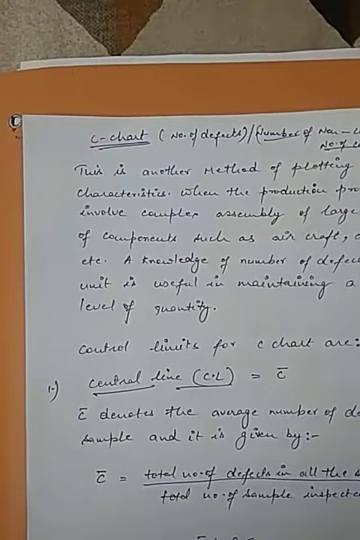 C-chart (No. of defects)/(Number of Non-
No. of
This is another Method of plotting
characteristics. When the production
involve complex assembly of large
of components such as air craft,
etc. A knowledge of number of
unit is useful in maintaining a
level of quantity.
Control limits for c chart are:
1.) central line (C.L) = c̄
c̄ denotes the average number of
sample and it is given by:-
c̄ = total no. of defects in all the
total no. of sample